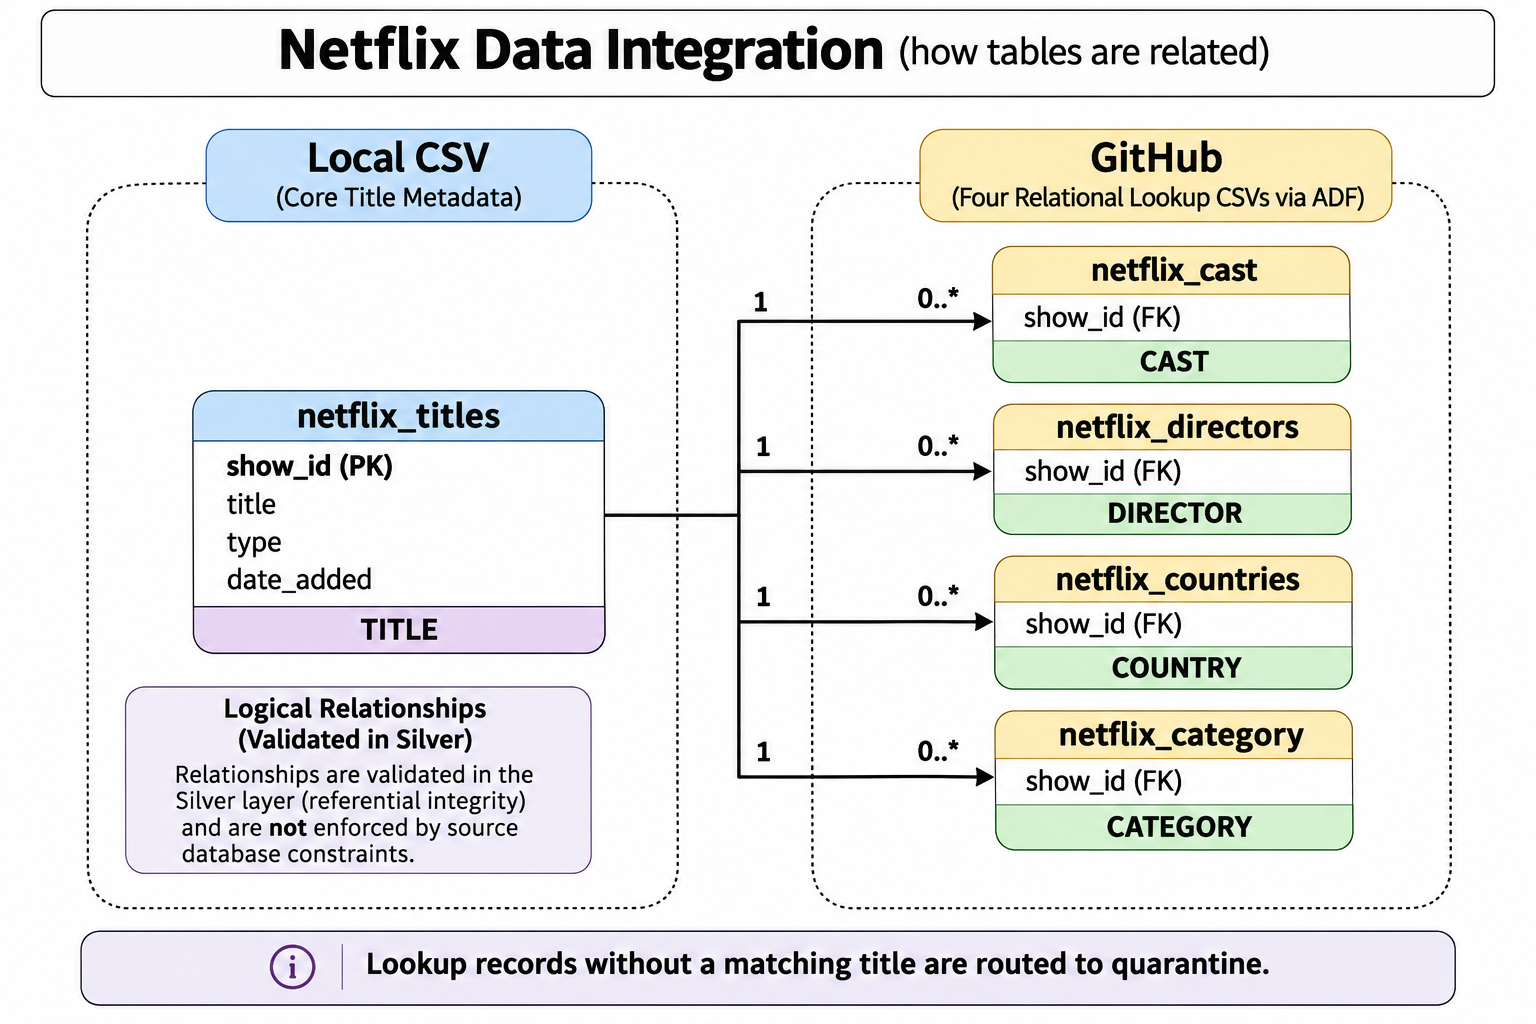 Netflix Data Integration (how tables are related)
Local CSV
(Core Title Metadata)
netflix_titles
show_id (PK)
title
type
date_added
TITLE
Logical Relationships
(Validated in Silver)
Relationships are validated in the
Silver layer (referential integrity)
and are not enforced by source
database constraints.
GitHub
(Four Relational Lookup CSVs via ADF)
1 0..*
netflix_cast
show_id (FK)
CAST
1 0..*
netflix_directors
show_id (FK)
DIRECTOR
1 0..*
netflix_countries
show_id (FK)
COUNTRY
1 0..*
netflix_category
show_id (FK)
CATEGORY
i
Lookup records without a matching title are routed to quarantine.